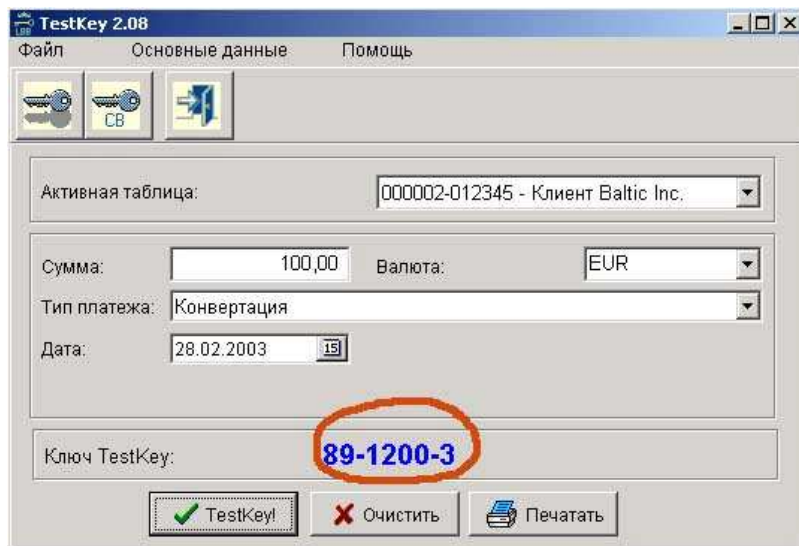 TestKey 2.08
Файл Основные данные Помощь
СВ
Активная таблица: 000002-012345 - Клиент Baltic Inc.
Сумма: 100,00 Валюта: EUR
Тип платежа: Конвертация
Дата: 28.02.2003 15
Ключ TestKey: 89-1200-3
TestKey! Очистить Печатать